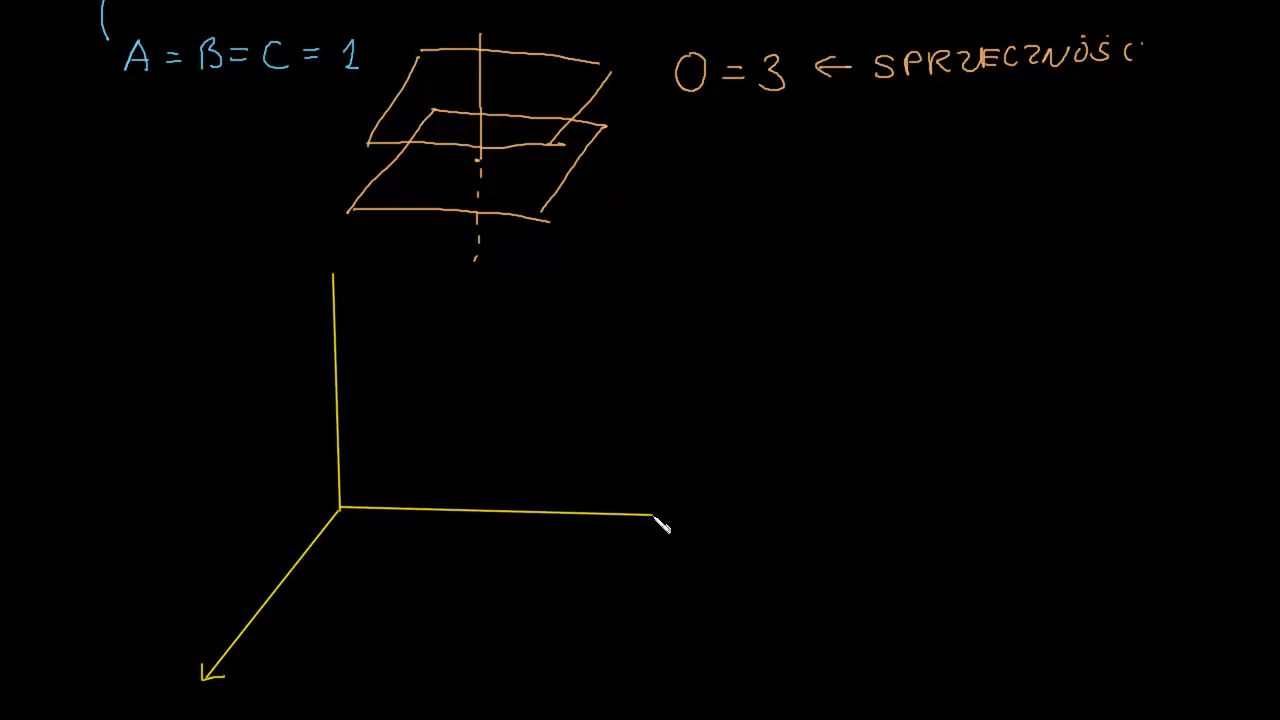 A = B = C = 1
0 = 3 ← SPRZECZNOŚĆ